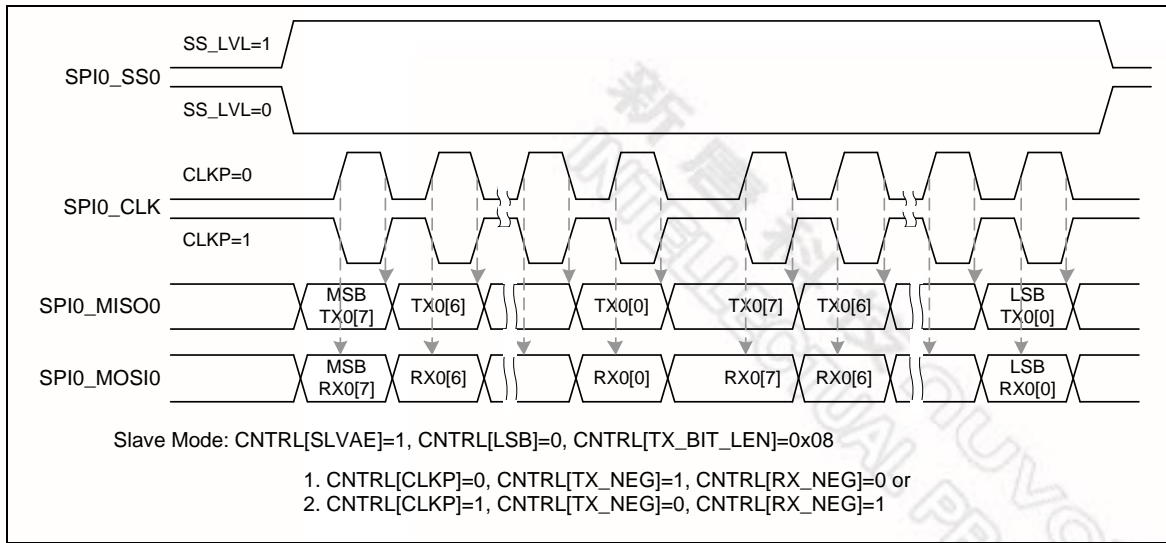 SS_LVL=1
SPI0_SS0
SS_LVL=0
CLKP=0
SPI0_CLK
CLKP=1
SPI0_MISO0
MSB
TX0[7]
TX0[6]
TX0[0]
TX0[7]
TX0[6]
LSB
TX0[0]
SPI0_MOSI0
MSB
RX0[7]
RX0[6]
RX0[0]
RX0[7]
RX0[6]
LSB
RX0[0]
Slave Mode: CNTRL[SLVAE]=1, CNTRL[LSB]=0, CNTRL[TX_BIT_LEN]=0x08
1. CNTRL[CLKP]=0, CNTRL[TX_NEG]=1, CNTRL[RX_NEG]=0 or
2. CNTRL[CLKP]=1, CNTRL[TX_NEG]=0, CNTRL[RX_NEG]=1